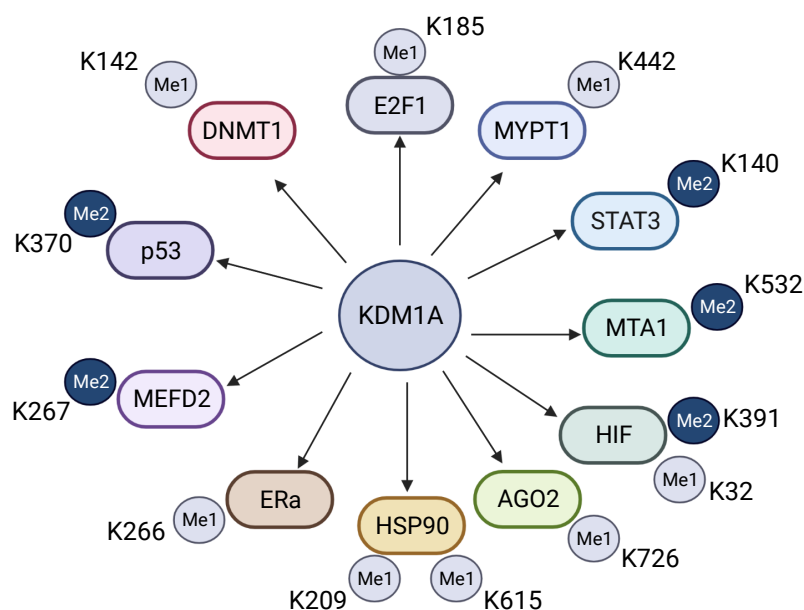 K185
K142
Me1
K442
Me1
Me1
E2F1
DNMT1
MYPT1
K140
Me2
Me2
STAT3
K370
p53
K532
Me2
KDM1A
MTA1
Me2
K267
MEFD2
Me2
K391
HIF
Me1
K32
ERa
AGO2
K266
Me1
HSP90
Me1
K726
Me1
Me1
K209
K615